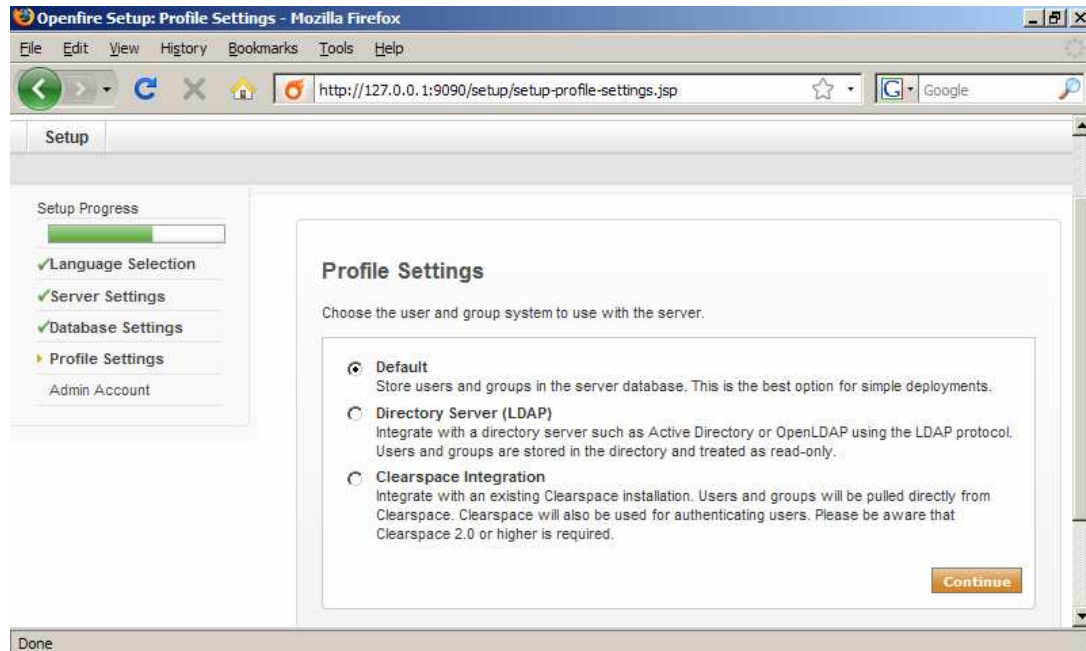 Openfire Setup: Profile Settings - Mozilla Firefox
File Edit View History Bookmarks Tools Help
http://127.0.0.1:9090/setup/setup-profile-settings.jsp
G Google
Setup
Setup Progress
Language Selection
Server Settings
Database Settings
Profile Settings
Admin Account
Profile Settings
Choose the user and group system to use with the server.
Default
Store users and groups in the server database. This is the best option for simple deployments.
Directory Server (LDAP)
Integrate with a directory server such as Active Directory or OpenLDAP using the LDAP protocol.
Users and groups are stored in the directory and treated as read-only.
Clearspace Integration
Integrate with an existing Clearspace installation. Users and groups will be pulled directly from
Clearspace. Clearspace will also be used for authenticating users. Please be aware that
Clearspace 2.0 or higher is required.
Continue
Done